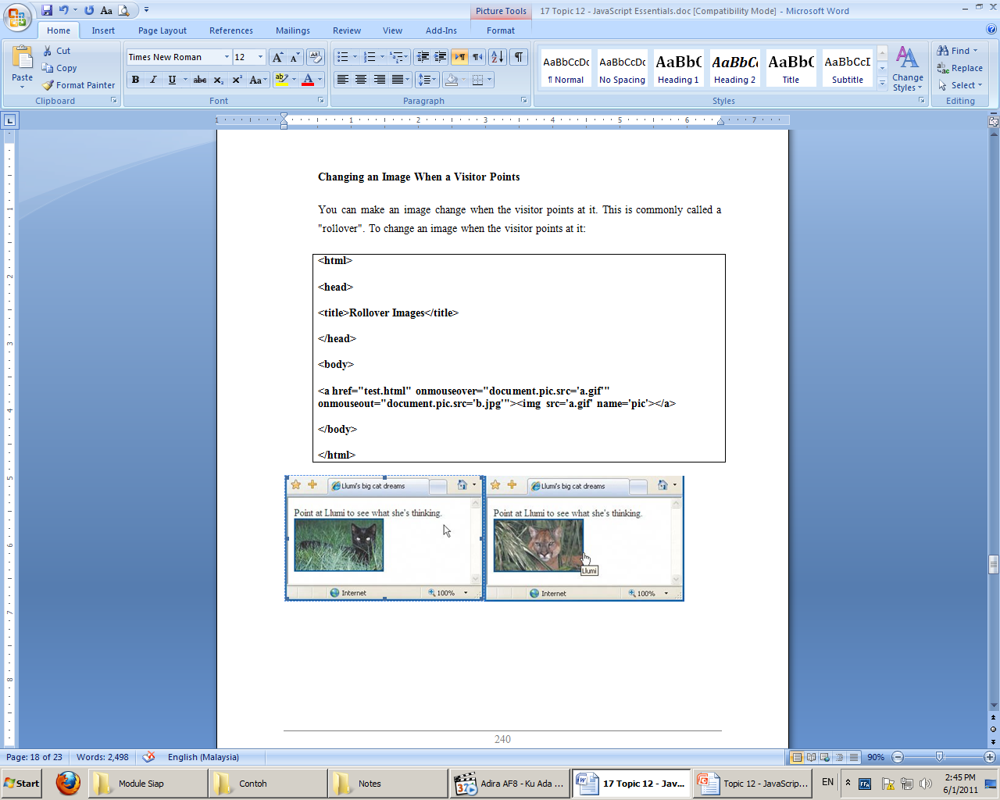 Picture Tools
17 Topic 12 - JavaScript Essentials.doc [Compatibility Mode] - Microsoft Word
Home Insert Page Layout References Mailings Review View Add-Ins Format
Paste
Cut
Copy
Format Painter
Clipboard
Times New Roman 12
Font
Paragraph
AaBbCcDc AaBbCcDc AaBbC AaBbCc AaBbC AaBbCcI
¶ Normal No Spacing Heading 1 Heading 2 Title Subtitle
Change Styles
Styles
Find
Replace
Select
Editing
1 1 2 3 4 5 6 7
Changing an Image When a Visitor Points
You can make an image change when the visitor points at it. This is commonly called a
"rollover". To change an image when the visitor points at it:
<html>
<head>
<title>Rollover Images</title>
</head>
<body>
<a href="test.html" onmouseover="document.pic.src='a.gif'"
onmouseout="document.pic.src='b.jpg'"><img src='a.gif' name='pic'></a>
</body>
</html>
Llumi's big cat dreams
Point at Llumi to see what she's thinking.
Internet 100%
Llumi's big cat dreams
Point at Llumi to see what she's thinking.
Llumi
Internet 100%
240
Page: 18 of 23 Words: 2,498 English (Malaysia) 90%
Start Module Siap Contoh Notes Adira AF8 - Ku Ada ... 17 Topic 12 - Jav... Topic 12 - JavaScrip... EN 2:45 PM
6/1/2011